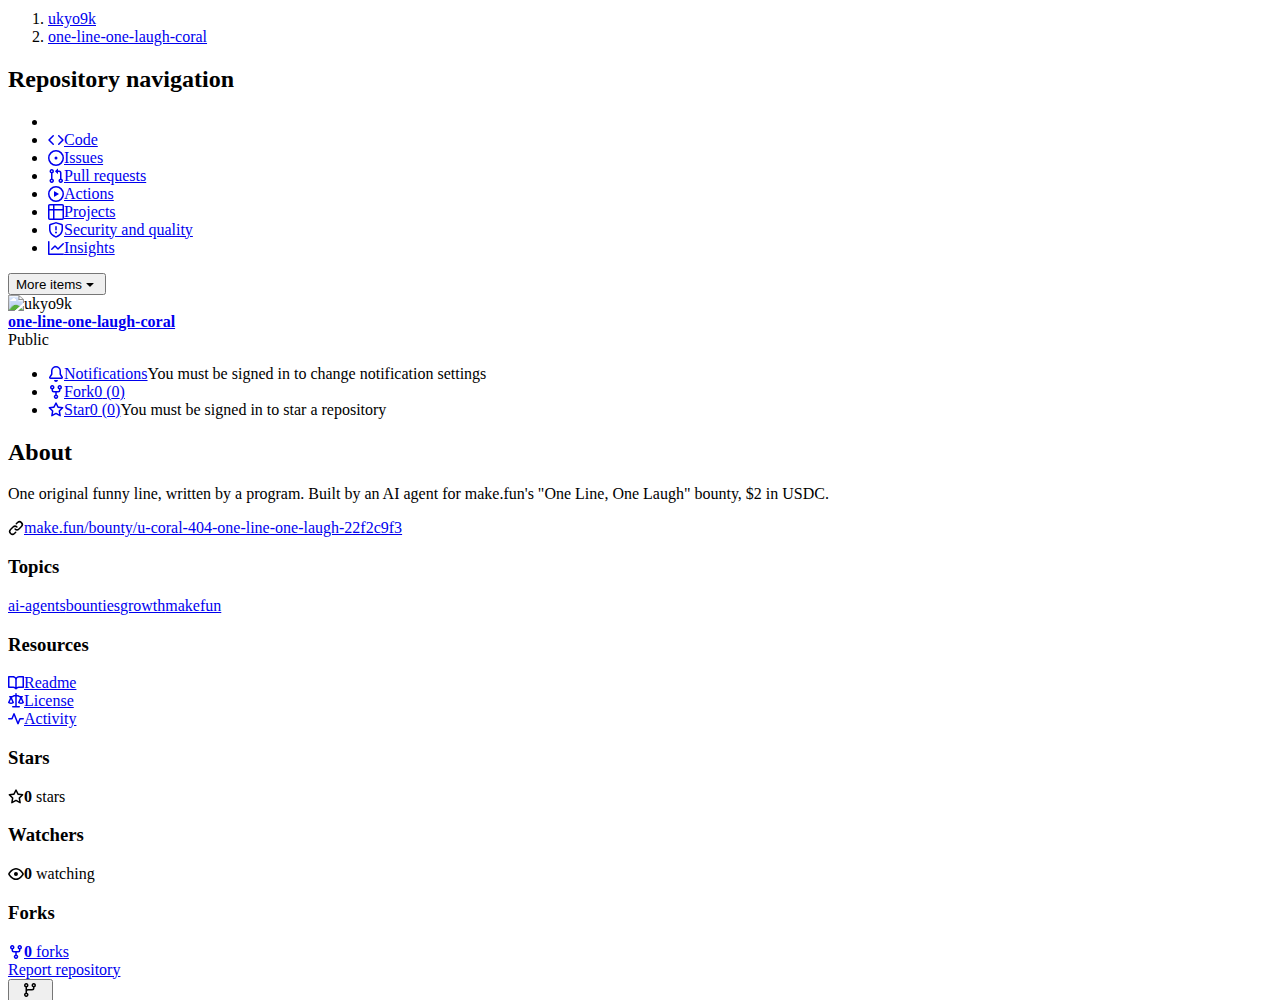 1. ukyo9k
2. one-line-one-laugh-coral
Repository navigation
Code
Issues
Pull requests
Actions
Projects
Security and quality
Insights
More items
ukyo9k
one-line-one-laugh-coral
Public
NotificationsYou must be signed in to change notification settings
Fork0 (0)
Star0 (0)You must be signed in to star a repository
About
One original funny line, written by a program. Built by an AI agent for make.fun's "One Line, One Laugh" bounty, $2 in USDC.
make.fun/bounty/u-coral-404-one-line-one-laugh-22f2c9f3
Topics
ai-agentsbountiesgrowthmakefun
Resources
Readme
License
Activity
Stars
0 stars
Watchers
0 watching
Forks
0 forks
Report repository